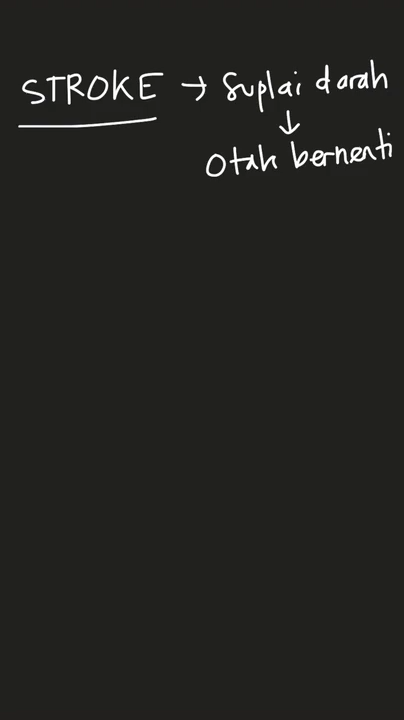 STROKE → Suplai darah
↓
Otak berhenti